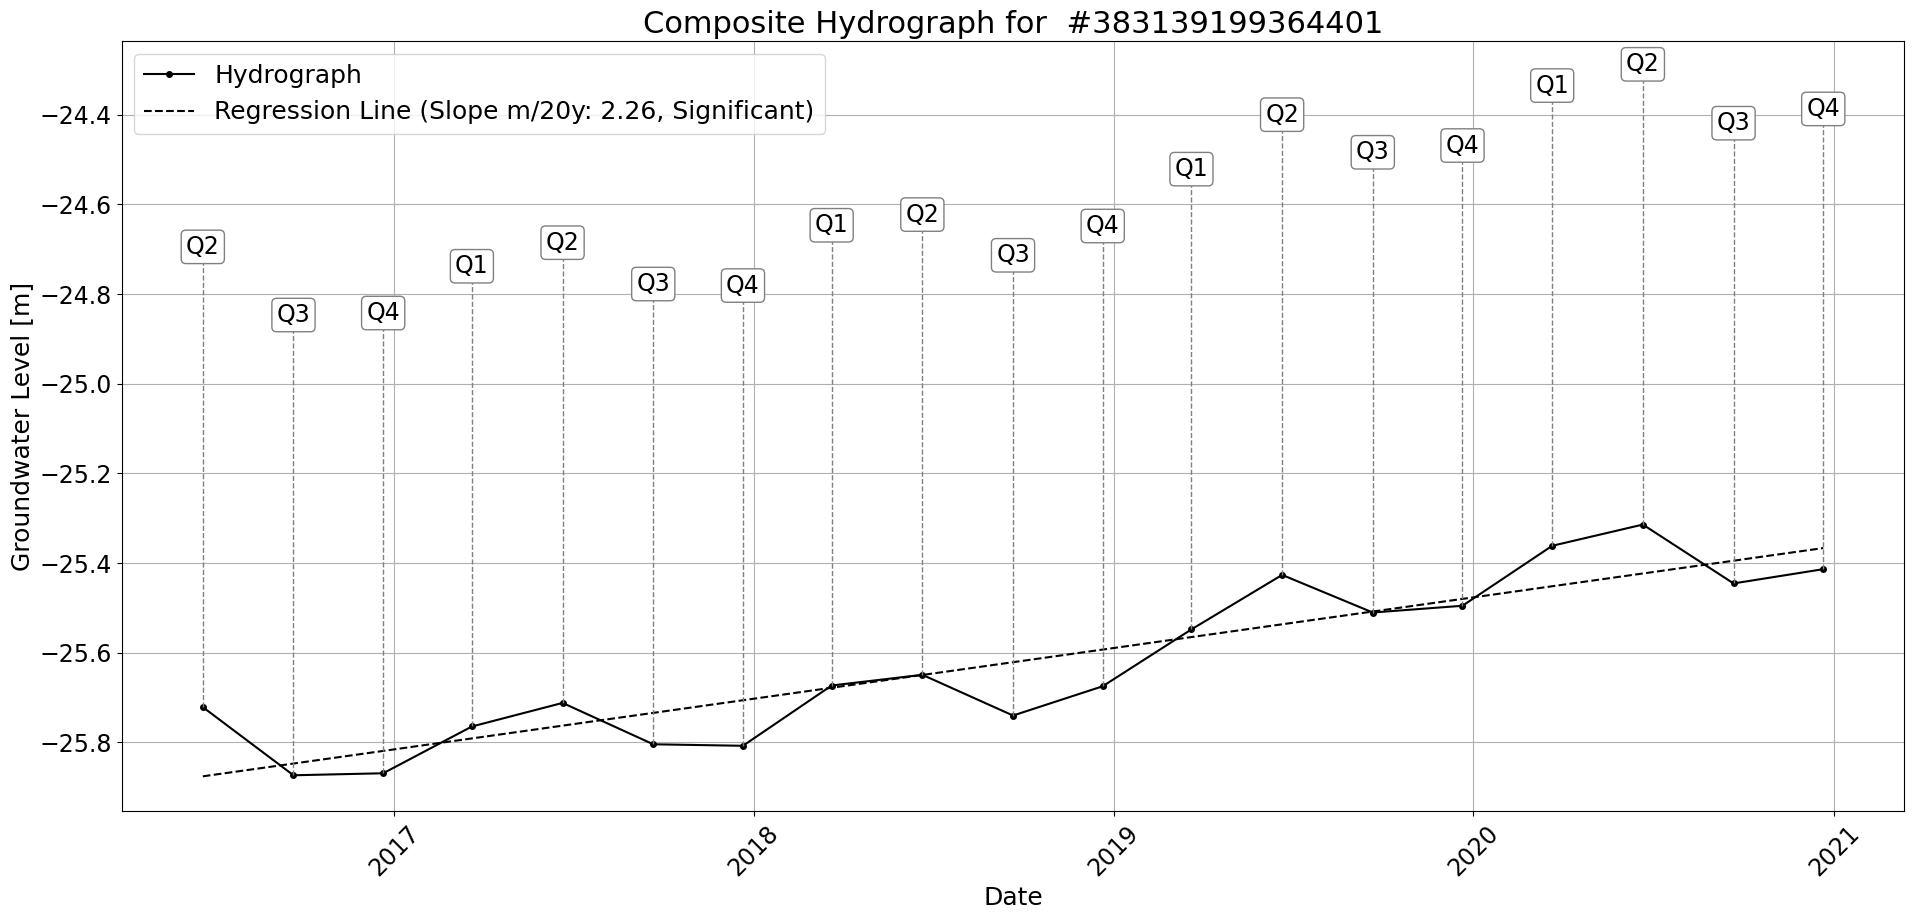 Composite Hydrograph for  #383139199364401
Hydrograph
Regression Line (Slope m/20y: 2.26, Significant)
Groundwater Level [m]
−24.4
−24.6
−24.8
−25.0
−25.2
−25.4
−25.6
−25.8
Q2
Q3
Q4
Q1
Q2
Q3
Q4
Q1
Q2
Q3
Q4
Q1
Q2
Q3
Q4
Q1
Q2
Q3
Q4
2017
2018
2019
2020
2021
Date